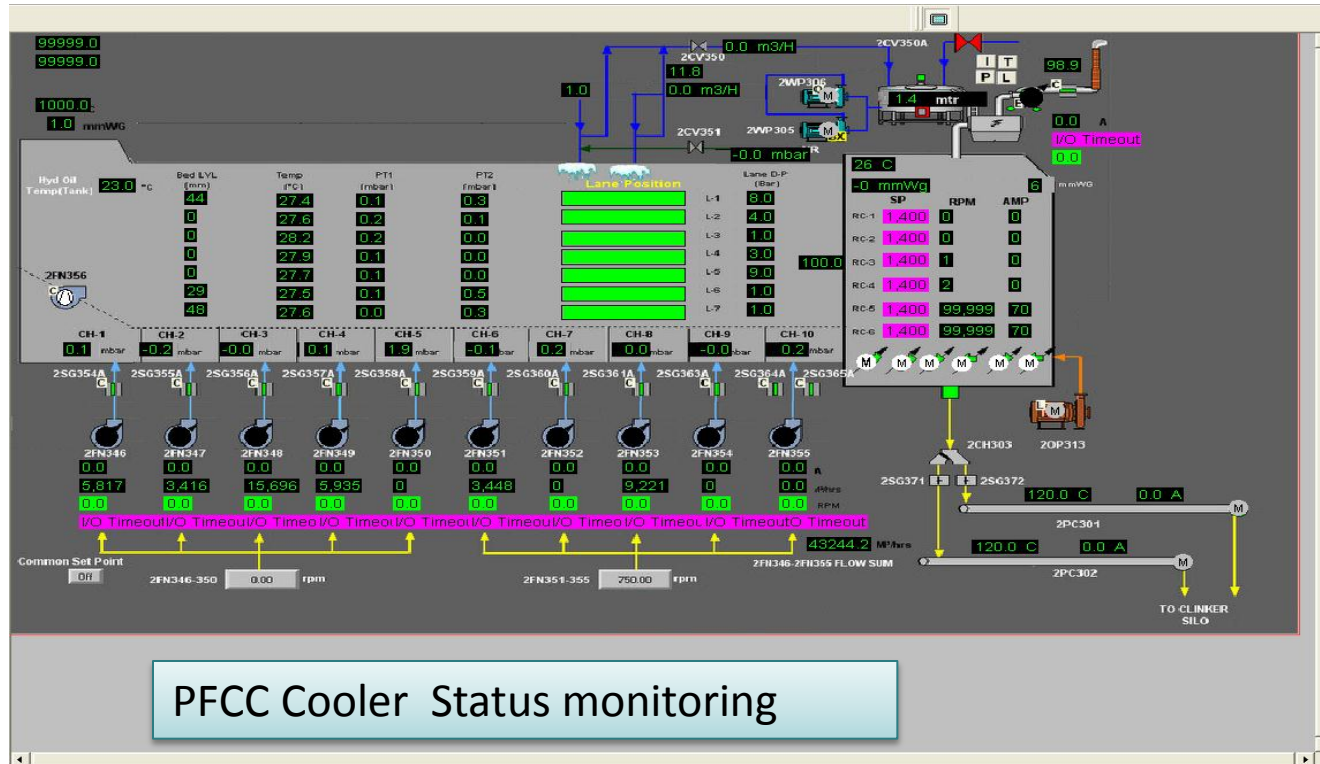 99999.0
99999.0
2CV350A
0.0 m3/H
2CV350
11.8
0.0 m3/H
1.0
2WP306
M
I T
P L
98.9
C
1.4 mtr
1000.0
1.0 mmWG
2CV351
2WP305
M
0.0 A
I/O Timeout
0.0
-0.0 mbar
Hyd Oil
Temp(Tank) 23.0 °C
Bed LVL (mm) Temp (°C) PT1 (mbar) PT2 (mbar) Lane Position Lane D-P (Bar)
44 27.4 0.1 0.3 L-1 8.0
0 27.6 0.2 0.1 L-2 4.0
0 28.2 0.2 0.0 L-3 1.0
0 27.9 0.1 0.0 L-4 3.0
0 27.7 0.1 0.0 L-5 9.0
29 27.5 0.1 0.5 L-6 1.0
48 27.6 0.0 0.3 L-7 1.0
100.0
2FN356
C
26 C
-0 mmWg 6 mmWG
SP RPM AMP
RC-1 1,400 0 0
RC-2 1,400 0 0
RC-3 1,400 1 0
RC-4 1,400 2 0
RC-5 1,400 99,999 70
RC-6 1,400 99,999 70
M M M M M M
CH-1 CH-2 CH-3 CH-4 CH-5 CH-6 CH-7 CH-8 CH-9 CH-10
0.1 mbar -0.2 mbar -0.0 mbar 0.1 mbar 1.9 mbar -0.1 bar 0.2 mbar 0.0 mbar -0.0 bar 0.2 mbar
2SG354A 2SG355A 2SG356A 2SG357A 2SG358A 2SG359A 2SG360A 2SG361A 2SG363A 2SG364A 2SG365A
C C C C C C
L M
2FN346 2FN347 2FN348 2FN349 2FN350 2FN351 2FN352 2FN353 2FN354 2FN355
2CH303 2OP313
0.0 0.0 0.0 0.0 0.0 0.0 0.0 0.0 0.0 0.0 A
5,817 3,416 15,696 5,935 0 3,448 0 9,221 0 0.0
0.0 0.0 0.0 0.0 0.0 0.0 0.0 0.0 0.0 0.0 RPM
I/O Timeout I/O Timeo I/O Timeo I/O Timeo I/O Timeo I/O Timeout O Timeout
2SG371 2SG372
120.0 C 0.0 A
M
2PC301
43244.2 M³/hrs
120.0 C 0.0 A
M
2FN346-2FN355 FLOW SUM
2PC302
Common Set Point
Off
2FN346-350 0.00 rpm
2FN351-355 750.00 rpm
TO CLINKER
SILO
PFCC Cooler Status monitoring